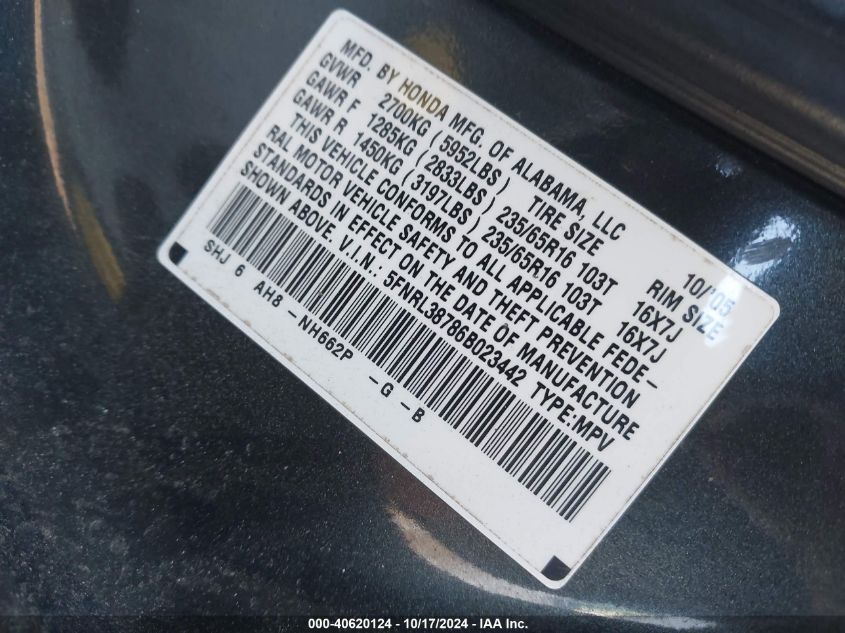 MFD. BY HONDA MFG. OF ALABAMA, LLC 10/05
GVWR 2700KG (5952LBS) TIRE SIZE RIM SIZE
GAWR F 1285KG (2833LBS) 235/65R16 103T 16X7J
GAWR R 1450KG (3197LBS) 235/65R16 103T 16X7J
THIS VEHICLE CONFORMS TO ALL APPLICABLE FEDE-
RAL MOTOR VEHICLE SAFETY AND THEFT PREVENTION
STANDARDS IN EFFECT ON THE DATE OF MANUFACTURE
SHOWN ABOVE. V.I.N.: 5FNRL38786B023442 TYPE:MPV
SHJ 6 AH8 - NH662P - G - B
000-40620124 - 10/17/2024 - IAA Inc.